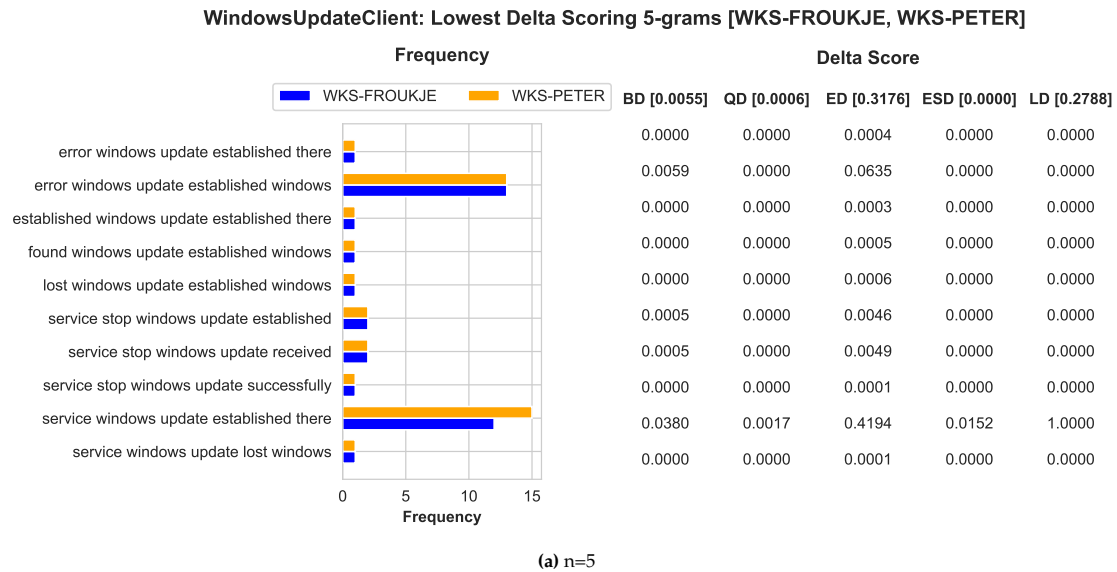 WindowsUpdateClient: Lowest Delta Scoring 5-grams [WKS-FROUKJE, WKS-PETER]
Frequency
Delta Score
WKS-FROUKJE WKS-PETER
BD [0.0055] QD [0.0006] ED [0.3176] ESD [0.0000] LD [0.2788]
error windows update established there 0.0000 0.0000 0.0004 0.0000 0.0000
error windows update established windows 0.0059 0.0000 0.0635 0.0000 0.0000
established windows update established there 0.0000 0.0000 0.0003 0.0000 0.0000
found windows update established windows 0.0000 0.0000 0.0005 0.0000 0.0000
lost windows update established windows 0.0000 0.0000 0.0006 0.0000 0.0000
service stop windows update established 0.0005 0.0000 0.0046 0.0000 0.0000
service stop windows update received 0.0005 0.0000 0.0049 0.0000 0.0000
service stop windows update successfully 0.0000 0.0000 0.0001 0.0000 0.0000
service windows update established there 0.0380 0.0017 0.4194 0.0152 1.0000
service windows update lost windows 0.0000 0.0000 0.0001 0.0000 0.0000
0 5 10 15
Frequency
(a) n=5